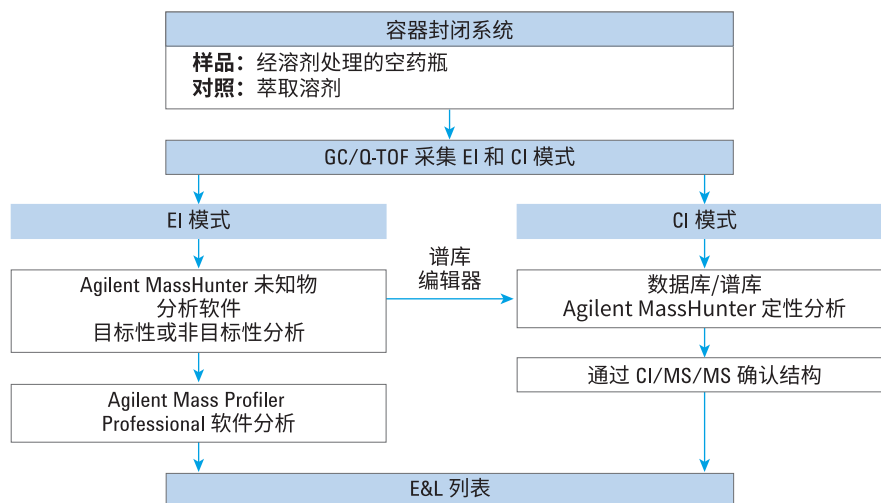 容器封闭系统
样品：经溶剂处理的空药瓶
对照：萃取溶剂
GC/Q-TOF 采集 EI 和 CI 模式
EI 模式
CI 模式
Agilent MassHunter 未知物
分析软件
目标性或非目标性分析
谱库
编辑器
数据库/谱库
Agilent MassHunter 定性分析
Agilent Mass Profiler
Professional 软件分析
通过 CI/MS/MS 确认结构
E&L 列表